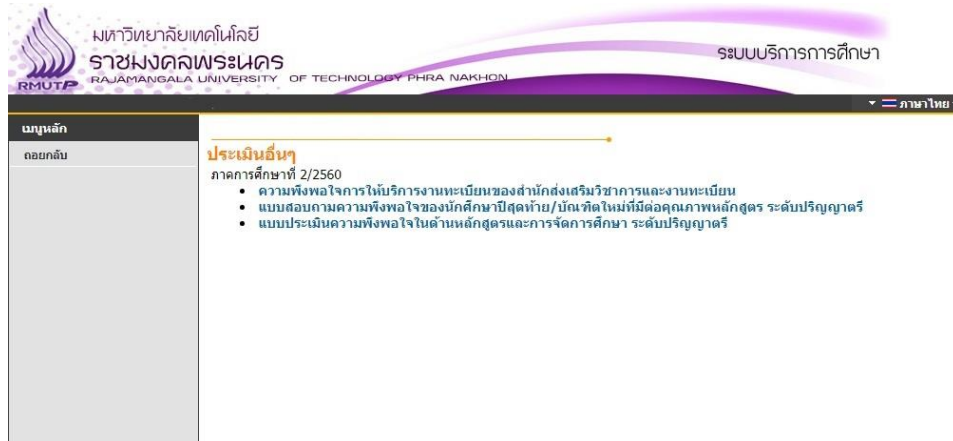 มหาวิทยาลัยเทคโนโลยี
ราชมงคลพระนคร
RAJAMANGALA UNIVERSITY OF TECHNOLOGY PHRA NAKHON
RMUTP
ระบบบริการการศึกษา
ภาษาไทย
เมนูหลัก
ถอยกลับ
ประเมินอื่นๆ
ภาคการศึกษาที่ 2/2560
ความพึงพอใจการให้บริการงานทะเบียนของสำนักส่งเสริมวิชาการและงานทะเบียน
แบบสอบถามความพึงพอใจของนักศึกษาปีสุดท้าย/บัณฑิตใหม่ที่มีต่อคุณภาพหลักสูตร ระดับปริญญาตรี
แบบประเมินความพึงพอใจในด้านหลักสูตรและการจัดการศึกษา ระดับปริญญาตรี